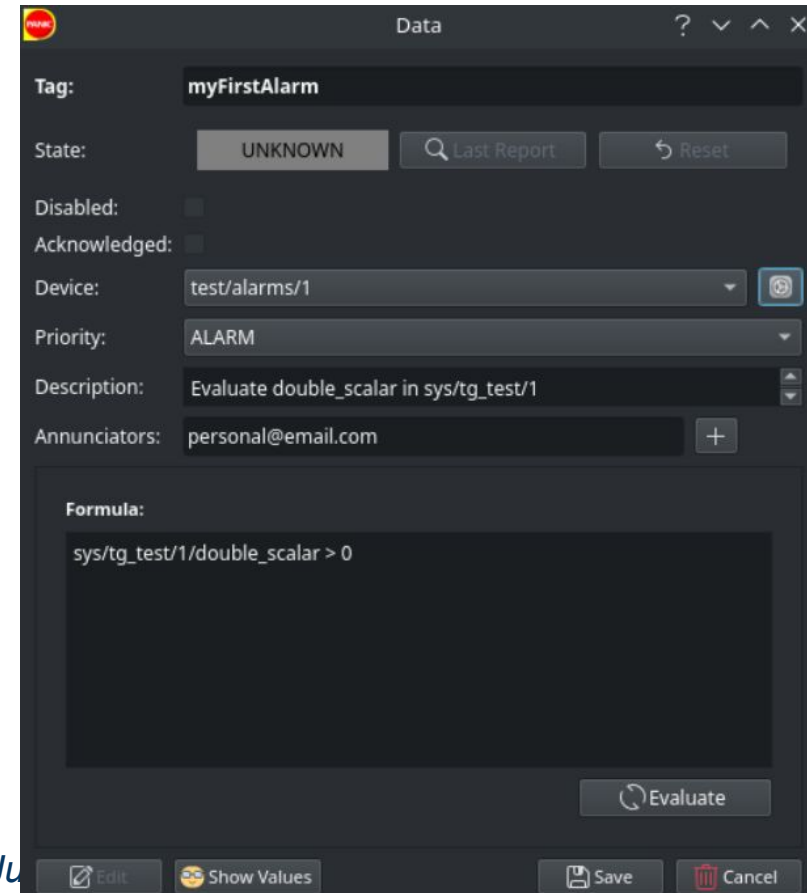 PANIC
Data
Tag: myFirstAlarm
State: UNKNOWN Last Report Reset
Disabled:
Acknowledged:
Device: test/alarms/1
Priority: ALARM
Description: Evaluate double_scalar in sys/tg_test/1
Annunciators: personal@email.com +
Formula:
sys/tg_test/1/double_scalar > 0
Evaluate
Edit Show Values Save Cancel